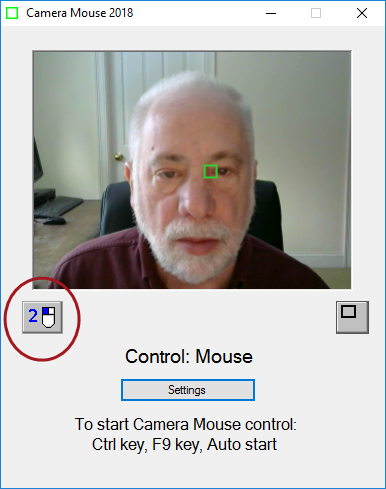 Camera Mouse 2018
2
Control: Mouse
Settings
To start Camera Mouse control:
Ctrl key, F9 key, Auto start